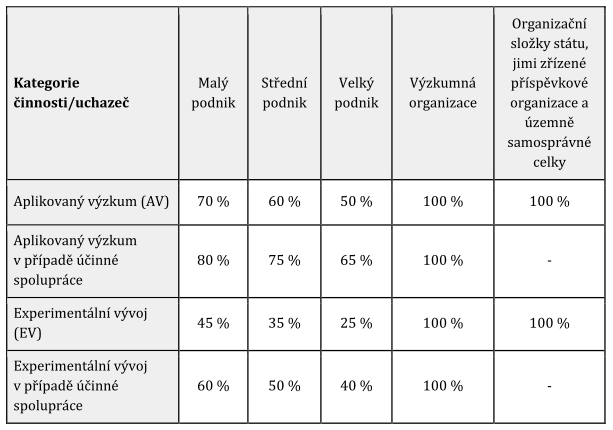 Kategorie
činnosti/uchazeč
Malý
podnik
Střední
podnik
Velký
podnik
Výzkumná
organizace
Organizační
složky státu,
jimi zřízené
příspěvkové
organizace a
územně
samosprávné
celky
Aplikovaný výzkum (AV) 70 % 60 % 50 % 100 % 100 %
Aplikovaný výzkum
v případě účinné
spolupráce
80 % 75 % 65 % 100 % -
Experimentální vývoj
(EV)
45 % 35 % 25 % 100 % 100 %
Experimentální vývoj
v případě účinné
spolupráce
60 % 50 % 40 % 100 % -